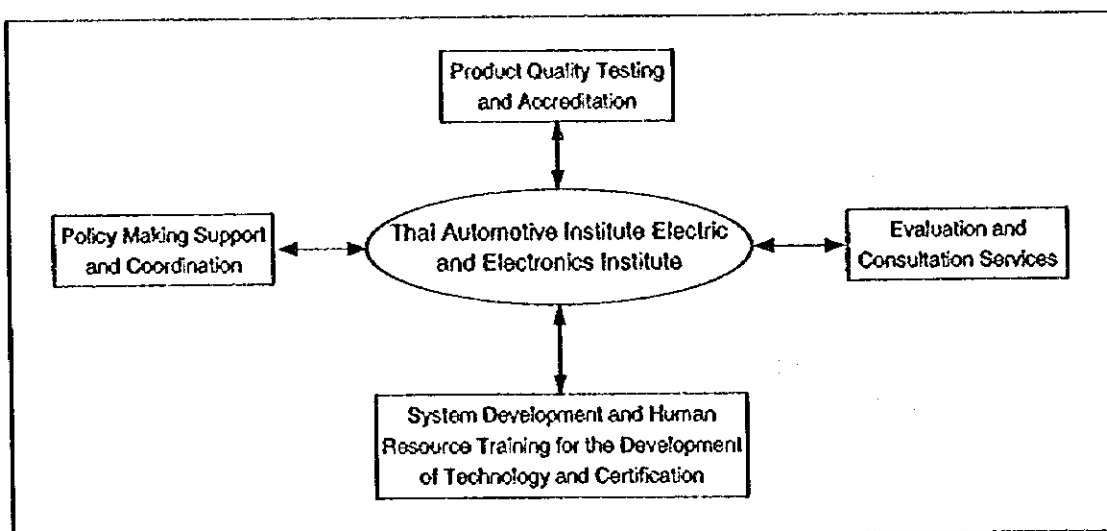 Product Quality Testing
and Accreditation
Policy Making Support
and Coordination
Thai Automotive Institute Electric
and Electronics Institute
Evaluation and
Consultation Services
System Development and Human
Resource Training for the Development
of Technology and Certification